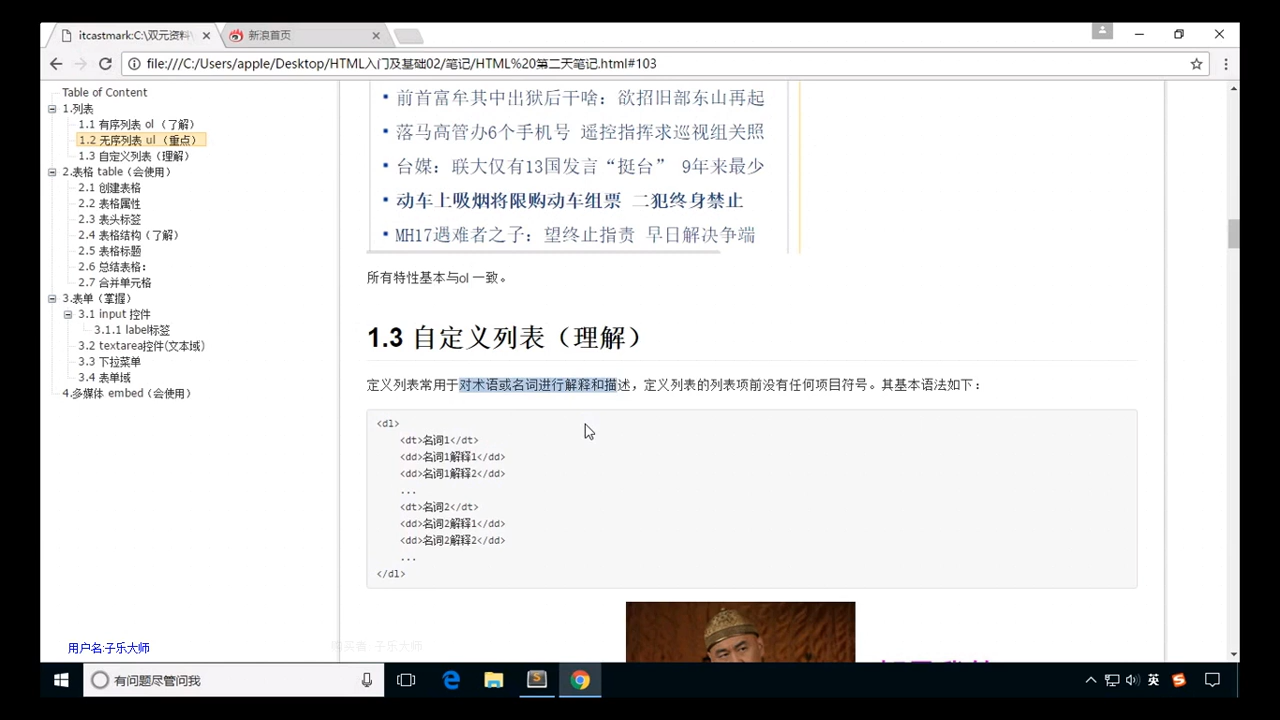 itcastmark:C:\双元资料\
新浪首页
file:///C:/Users/apple/Desktop/HTML入门及基础02/笔记/HTML%20第二天笔记.html#103
Table of Content
1.列表
1.1 有序列表 ol（了解）
1.2 无序列表 ul（重点）
1.3 自定义列表（理解）
2.表格 table（会使用）
2.1 创建表格
2.2 表格属性
2.3 表头标签
2.4 表格结构（了解）
2.5 表格标题
2.6 总结表格：
2.7 合并单元格
3.表单（掌握）
3.1 input 控件
3.1.1 label标签
3.2 textarea控件(文本域)
3.3 下拉菜单
3.4 表单域
4.多媒体 embed（会使用）
前首富牟其中出狱后干啥：欲招旧部东山再起
落马高管办6个手机号 遥控指挥求巡视组关照
台媒：联大仅有13国发言“挺台” 9年来最少
动车上吸烟将限购动车组票 二犯终身禁止
MH17遇难者之子：望终止指责 早日解决争端
所有特性基本与ol 一致。
1.3 自定义列表（理解）
定义列表常用于对术语或名词进行解释和描述，定义列表的列表项前没有任何项目符号。其基本语法如下：
<dl>
<dt>名词1</dt>
<dd>名词1解释1</dd>
<dd>名词1解释2</dd>
...
<dt>名词2</dt>
<dd>名词2解释1</dd>
<dd>名词2解释2</dd>
...
</dl>
用户名:子乐大师
购买者 子乐大师
有问题尽管问我
英